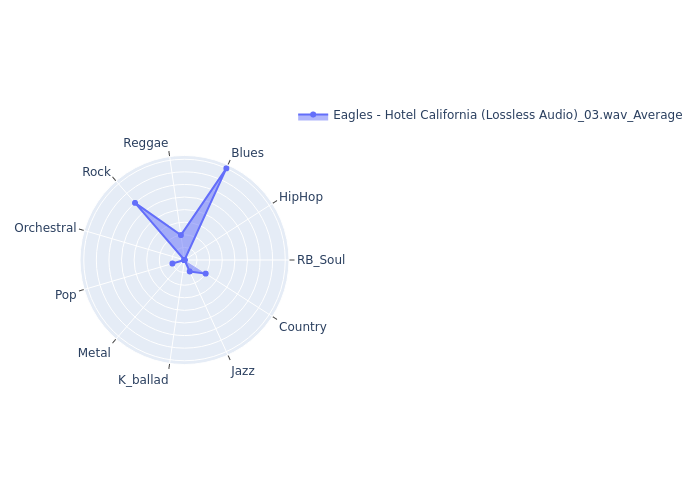 Eagles - Hotel California (Lossless Audio)_03.wav_Average
Reggae
Blues
Rock
HipHop
Orchestral
RB_Soul
Pop
Country
Metal
Jazz
K_ballad